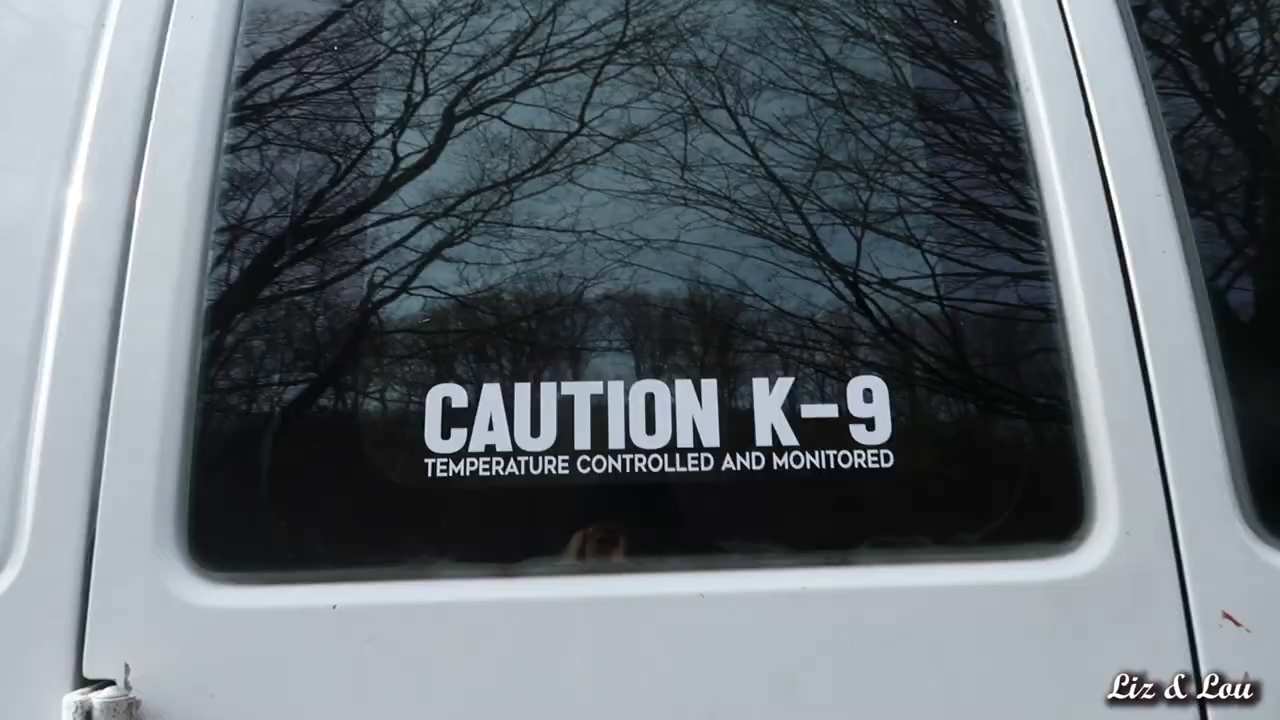 CAUTION K-9
TEMPERATURE CONTROLLED AND MONITORED
Liz & Lou